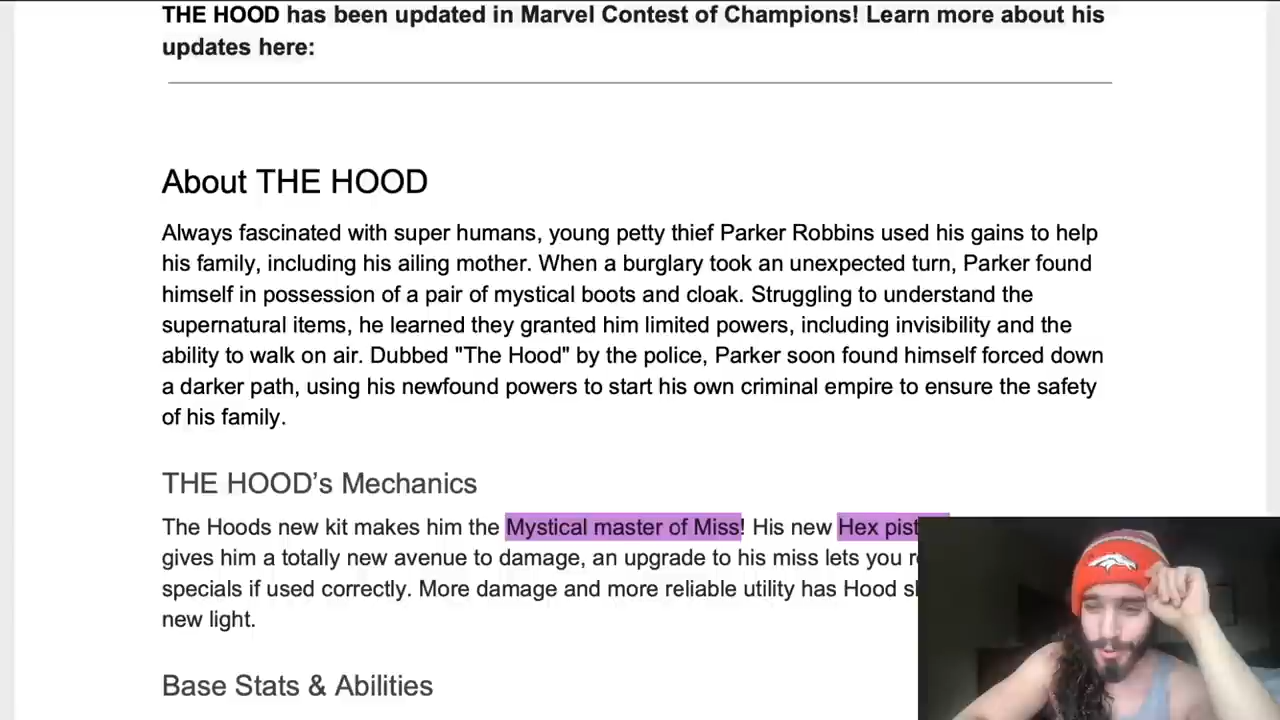 THE HOOD has been updated in Marvel Contest of Champions! Learn more about his
updates here:
About THE HOOD
Always fascinated with super humans, young petty thief Parker Robbins used his gains to help
his family, including his ailing mother. When a burglary took an unexpected turn, Parker found
himself in possession of a pair of mystical boots and cloak. Struggling to understand the
supernatural items, he learned they granted him limited powers, including invisibility and the
ability to walk on air. Dubbed "The Hood" by the police, Parker soon found himself forced down
a darker path, using his newfound powers to start his own criminal empire to ensure the safety
of his family.
THE HOOD’s Mechanics
The Hoods new kit makes him the Mystical master of Miss! His new Hex
gives him a totally new avenue to damage, an upgrade to his miss lets you
specials if used correctly. More damage and more reliable utility has Hood
new light.
Base Stats & Abilities